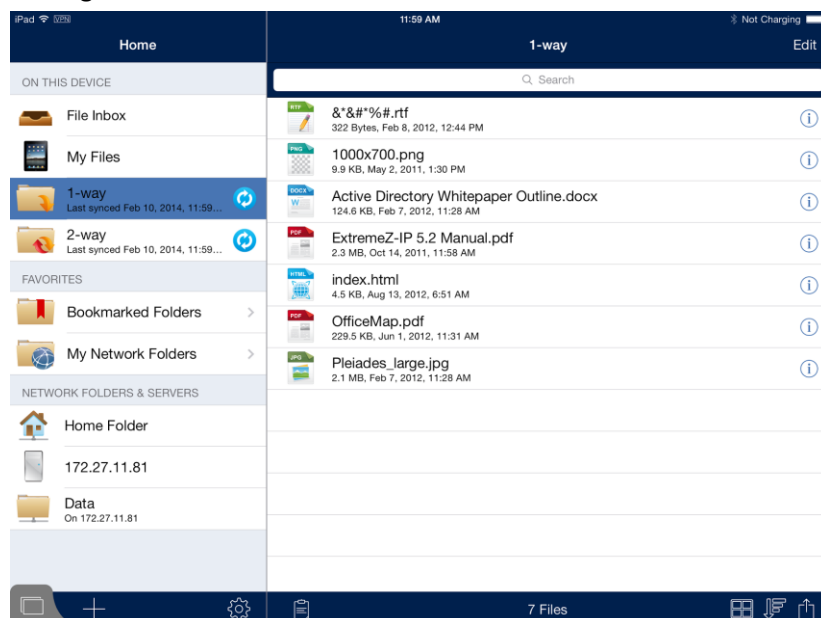 iPad VPN
11:59 AM
Not Charging
Home
1-way
Edit
ON THIS DEVICE
File Inbox
My Files
1-way
Last synced Feb 10, 2014, 11:59...
2-way
Last synced Feb 10, 2014, 11:59...
FAVORITES
Bookmarked Folders
My Network Folders
NETWORK FOLDERS & SERVERS
Home Folder
172.27.11.81
Data
On 172.27.11.81
Search
RTF
&*&#*%#.rtf
322 Bytes, Feb 8, 2012, 12:44 PM
PNG
1000x700.png
9.9 KB, May 2, 2011, 1:30 PM
DOCX
W
Active Directory Whitepaper Outline.docx
124.6 KB, Feb 7, 2012, 11:28 AM
PDF
ExtremeZ-IP 5.2 Manual.pdf
2.3 MB, Oct 14, 2011, 11:58 AM
HTML
index.html
4.5 KB, Aug 13, 2012, 6:51 AM
PDF
OfficeMap.pdf
229.5 KB, Jun 1, 2012, 11:31 AM
JPG
Pleiades_large.jpg
2.1 MB, Feb 7, 2012, 11:28 AM
7 Files